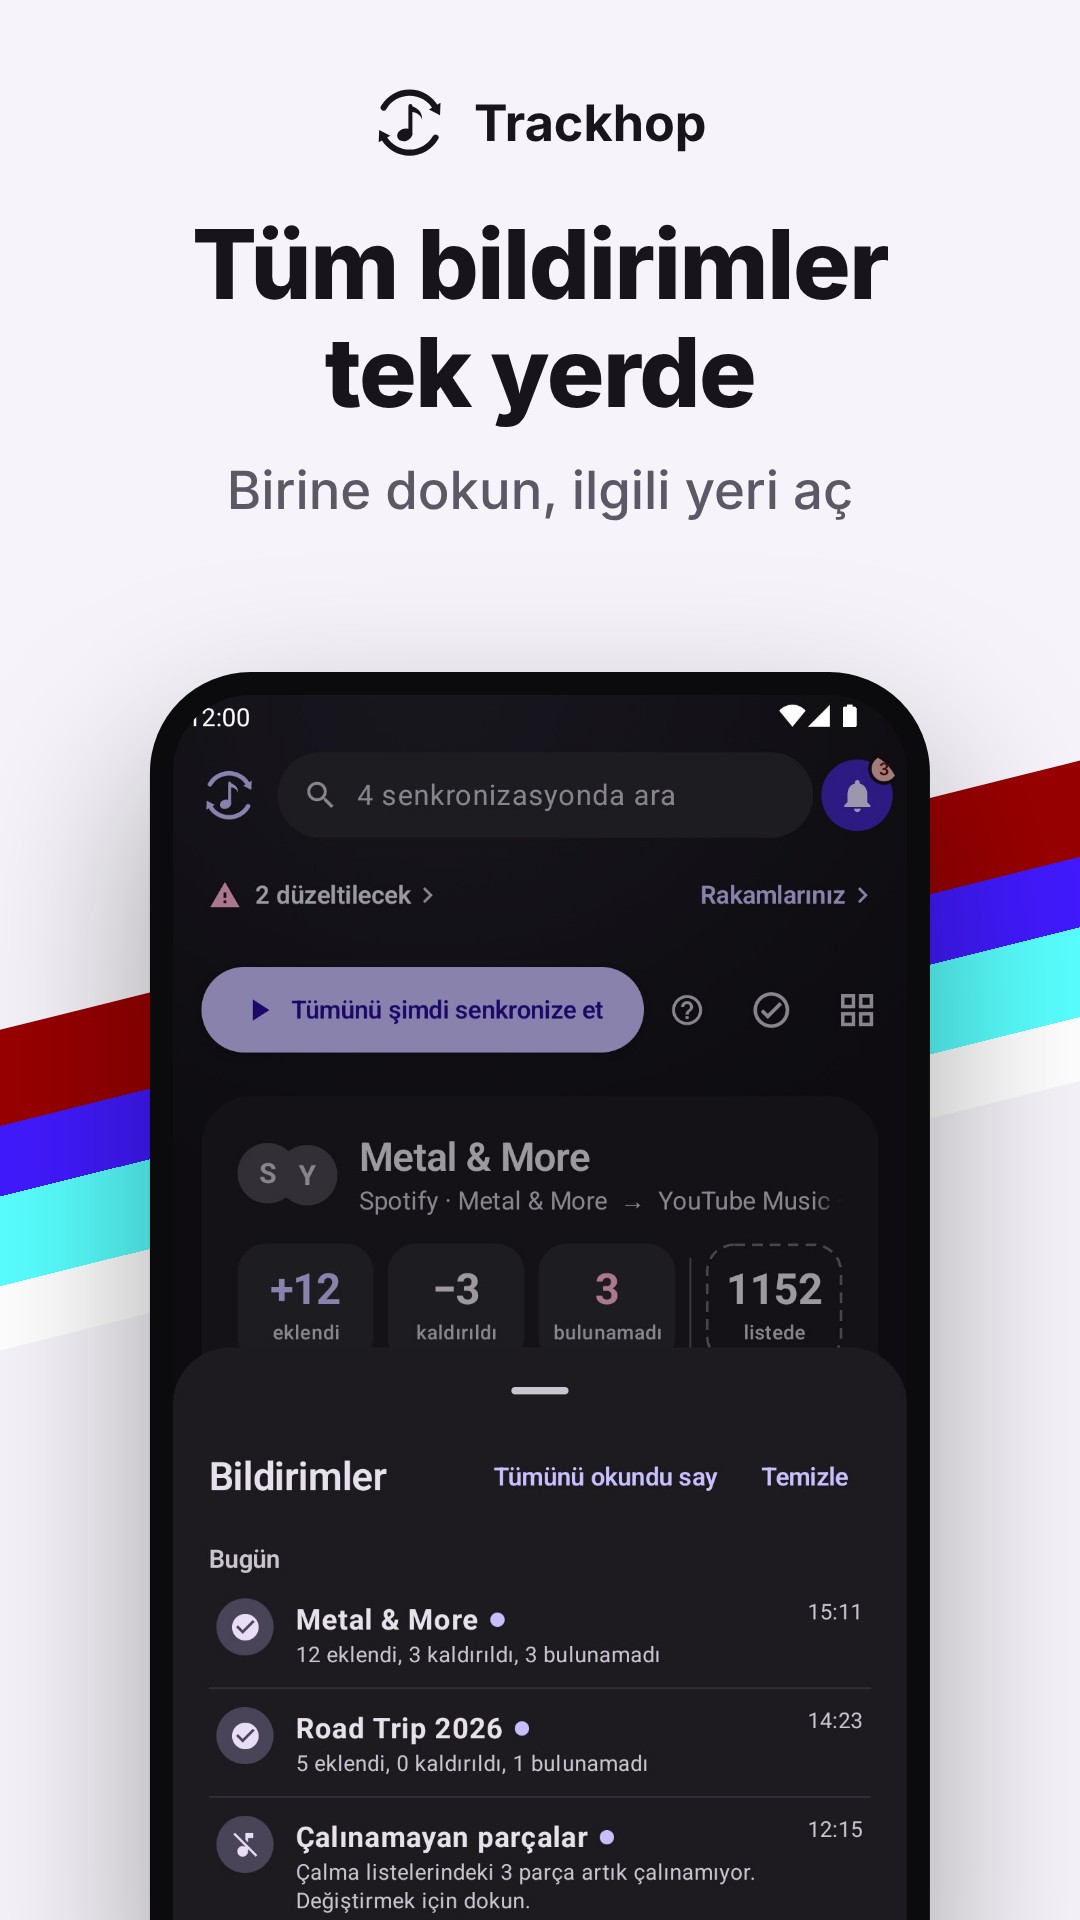 Trackhop
Tüm bildirimler
tek yerde
Birine dokun, ilgili yeri aç
12:00
4 senkronizasyonda ara
3
2 düzeltilecek
Rakamlarınız
Tümünü şimdi senkronize et
S Y
Metal & More
Spotify · Metal & More → YouTube Music
+12
eklendi
−3
kaldırıldı
3
bulunamadı
1152
listede
Bildirimler
Tümünü okundu say
Temizle
Bugün
Metal & More
15:11
12 eklendi, 3 kaldırıldı, 3 bulunamadı
Road Trip 2026
14:23
5 eklendi, 0 kaldırıldı, 1 bulunamadı
Çalınamayan parçalar
12:15
Çalma listelerindeki 3 parça artık çalınamıyor.
Değiştirmek için dokun.